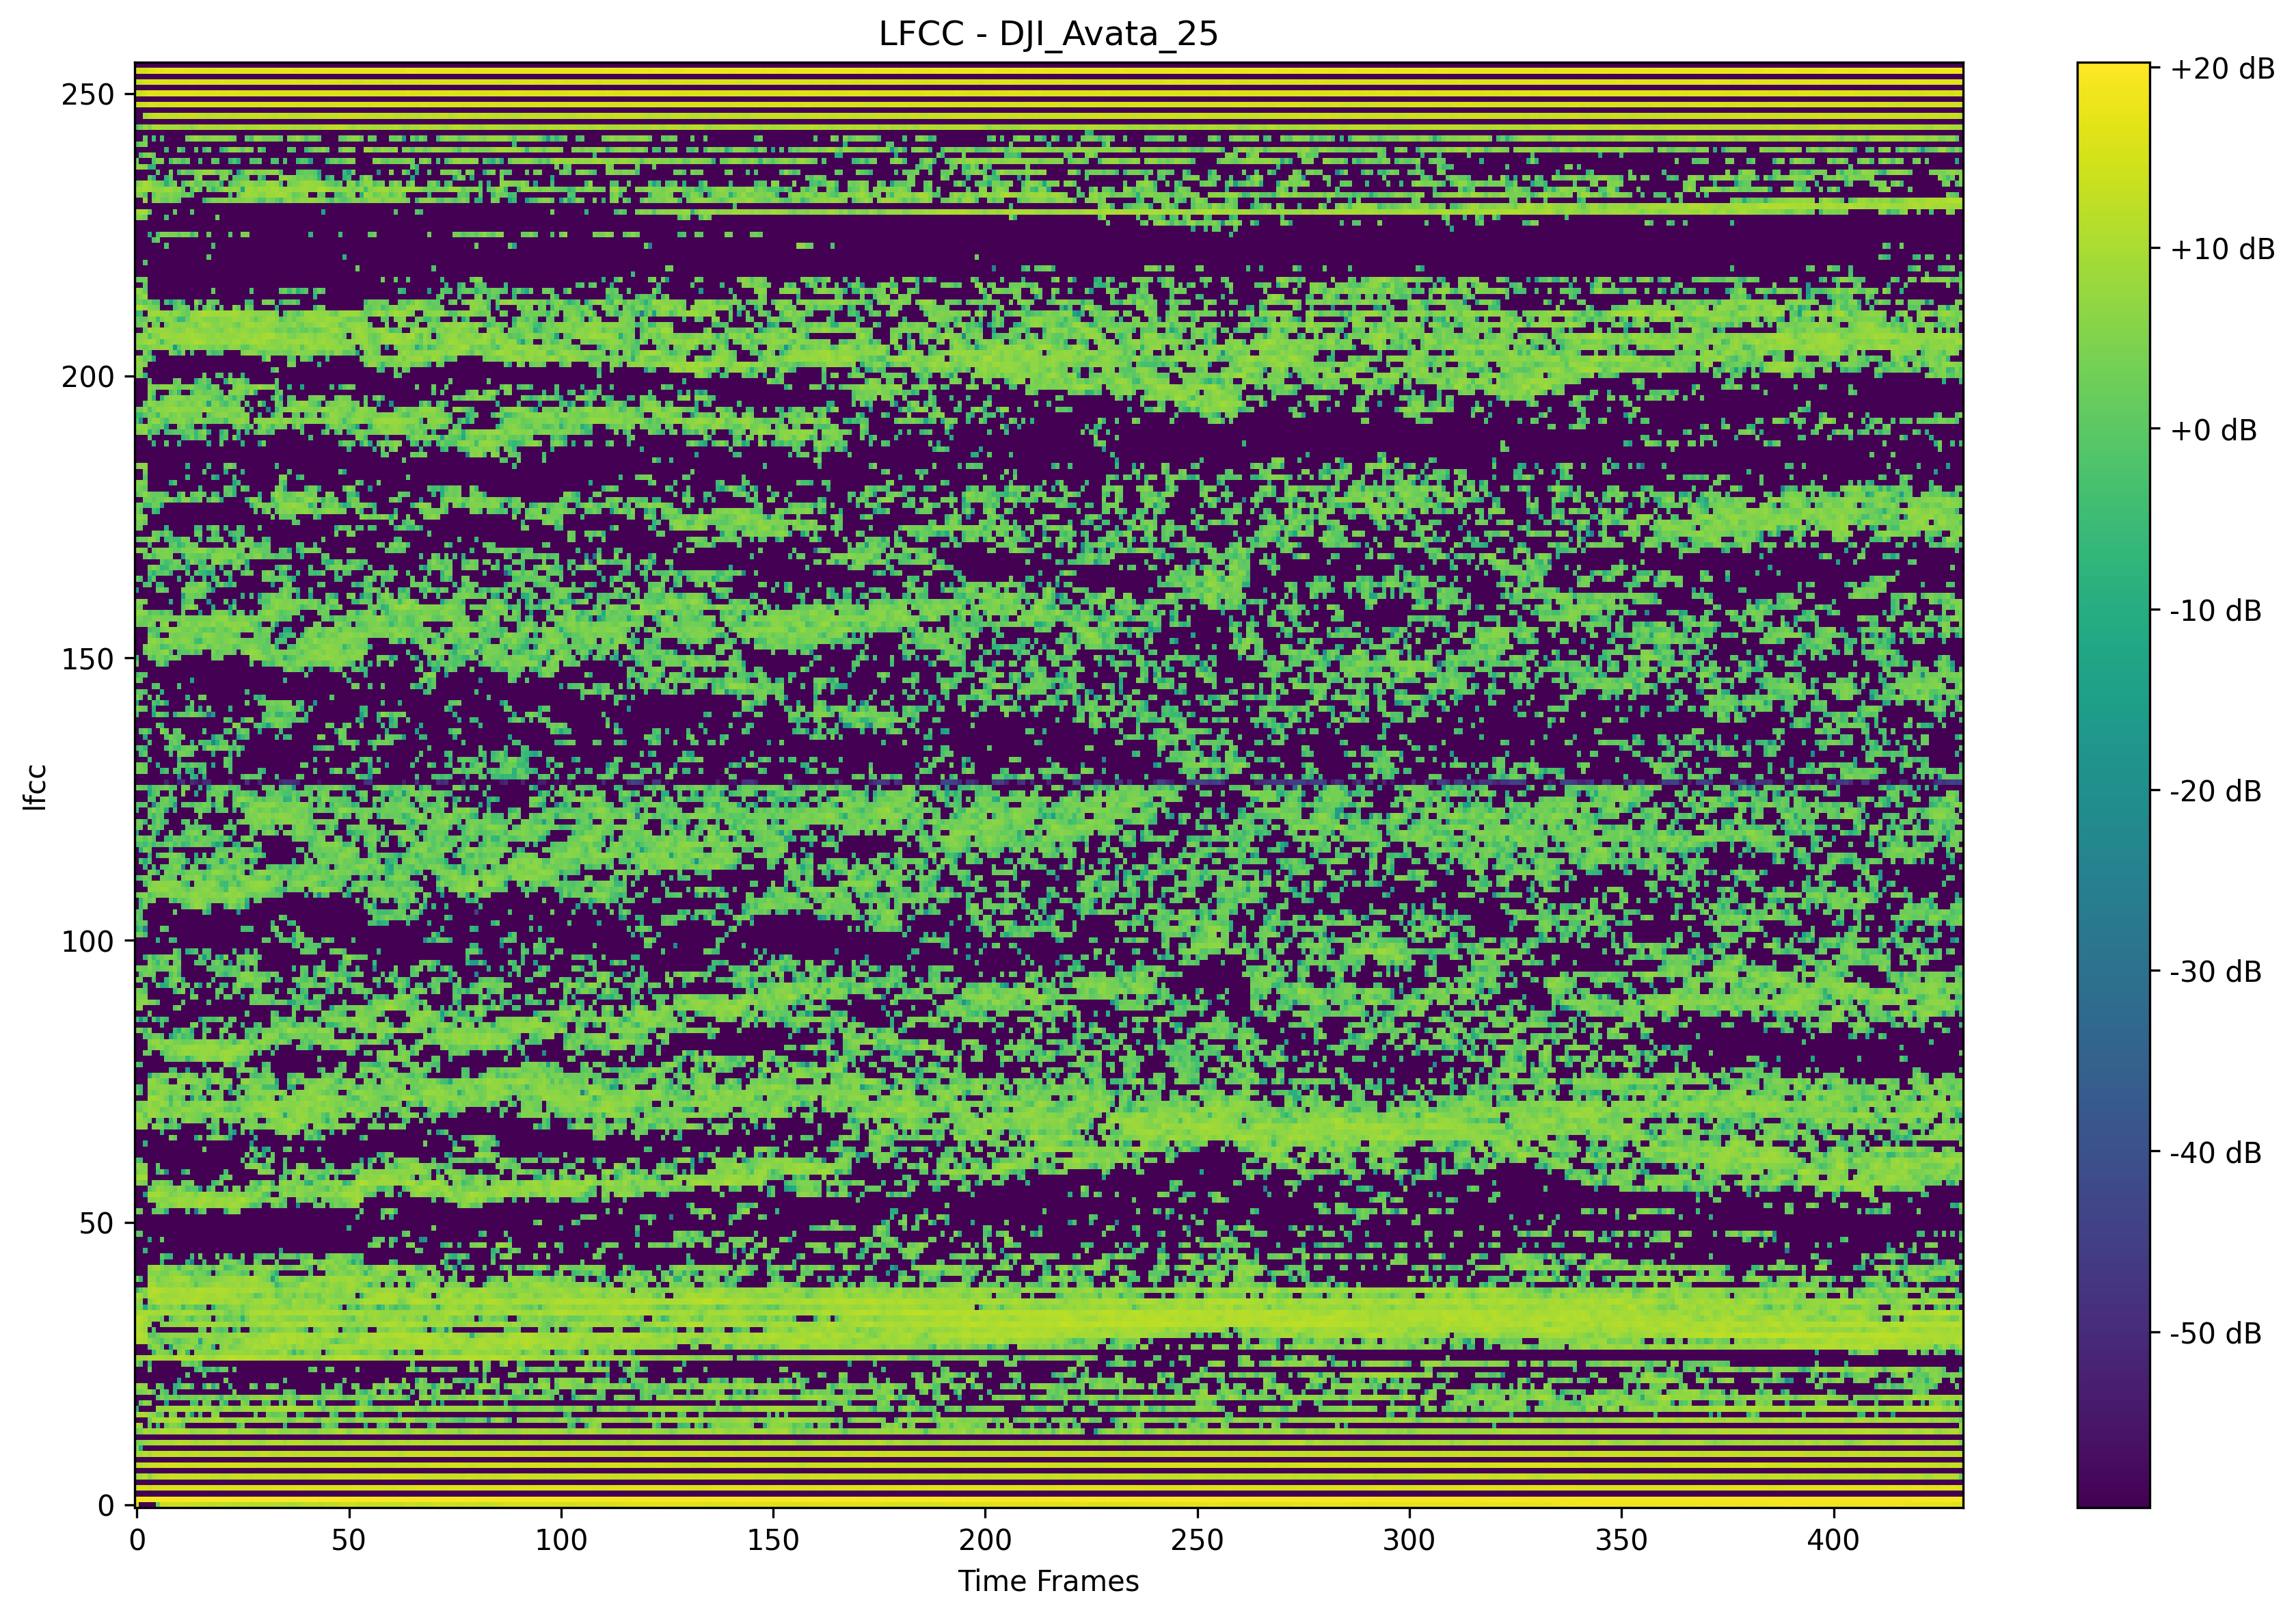 LFCC - DJI_Avata_25
250
200
150
100
50
0
lfcc
0 50 100 150 200 250 300 350 400
Time Frames
+20 dB
+10 dB
+0 dB
-10 dB
-20 dB
-30 dB
-40 dB
-50 dB